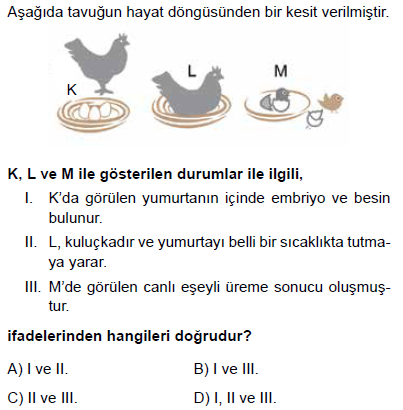 Aşağıda tavuğun hayat döngüsünden bir kesit verilmiştir.
K
L
M
K, L ve M ile gösterilen durumlar ile ilgili,
I. K'da görülen yumurtanın içinde embriyo ve besin
bulunur.
II. L, kuluçkadır ve yumurtayı belli bir sıcaklıkta tutma-
ya yarar.
III. M'de görülen canlı eşeyli üreme sonucu oluşmuş-
tur.
ifadelerinden hangileri doğrudur?
A) I ve II. B) I ve III.
C) II ve III. D) I, II ve III.